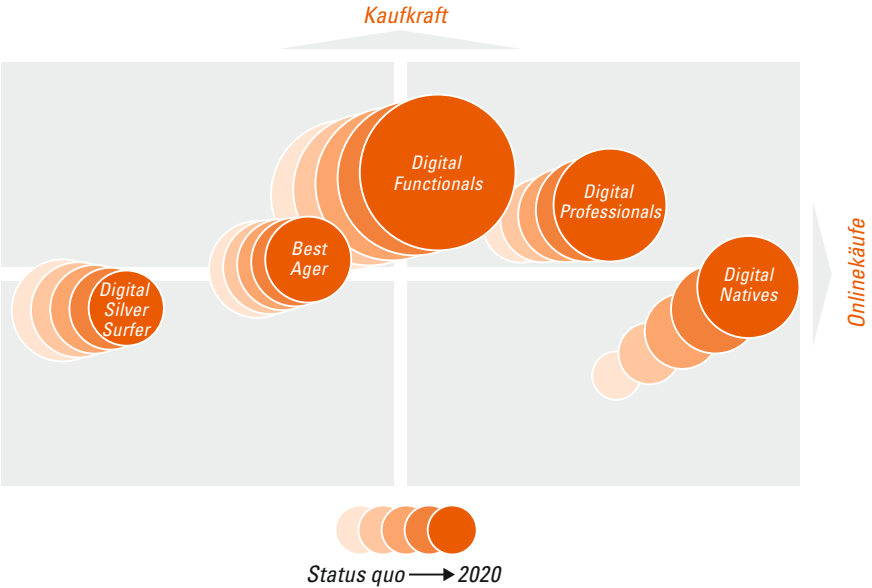 Kaufkraft
Digital
Functionals
Digital
Professionals
Best
Ager
Digital
Natives
Digital
Silver
Surfer
Onlinekäufe
Status quo
2020